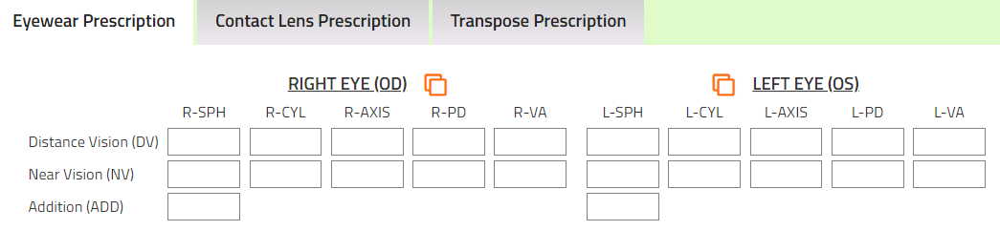 Eyewear Prescription Contact Lens Prescription Transpose Prescription
RIGHT EYE (OD) LEFT EYE (OS)
R-SPH R-CYL R-AXIS R-PD R-VA L-SPH L-CYL L-AXIS L-PD L-VA
Distance Vision (DV)
Near Vision (NV)
Addition (ADD)